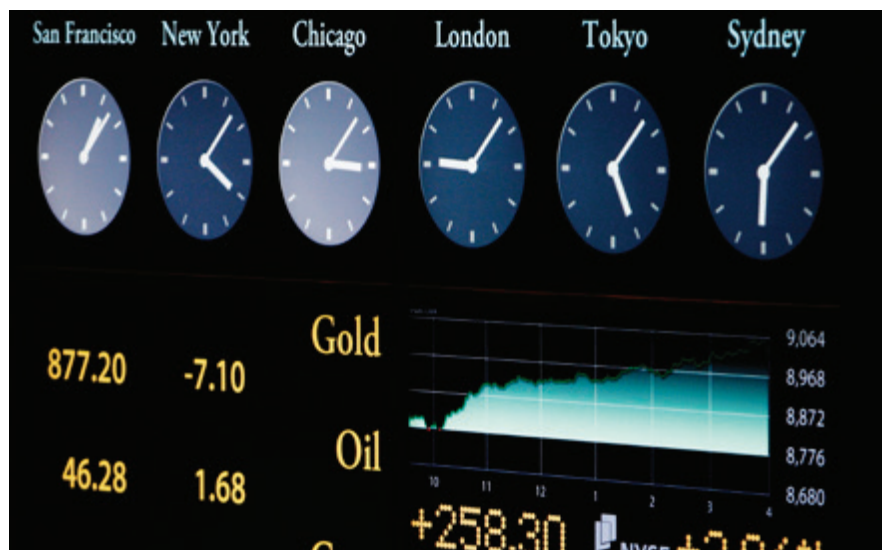 San Francisco New York Chicago London Tokyo Sydney
877.20 -7.10 Gold
46.28 1.68 Oil
9,064
8,968
8,872
8,776
8,680
10 11 12 1 2 3 4
+258.30 NYSE